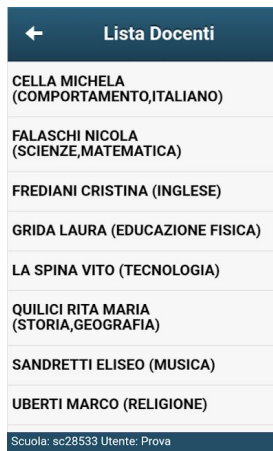 Lista Docenti
CELLA MICHELA
(COMPORTAMENTO,ITALIANO)
FALASCHI NICOLA
(SCIENZE,MATEMATICA)
FREDIANI CRISTINA (INGLESE)
GRIDA LAURA (EDUCAZIONE FISICA)
LA SPINA VITO (TECNOLOGIA)
QUILICI RITA MARIA
(STORIA,GEOGRAFIA)
SANDRETTI ELISEO (MUSICA)
UBERTI MARCO (RELIGIONE)
Scuola: sc28533 Utente: Prova